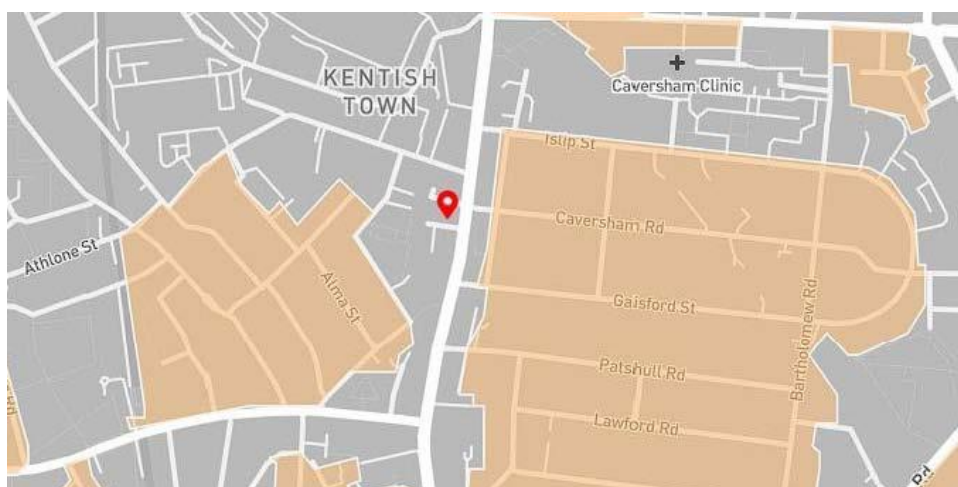 KENTISH
TOWN
Caversham Clinic
Islip St
Caversham Rd
Athlone St
Alma St
Gaisford St
Bartholomew Rd
Patshull Rd
Lawford Rd
Rd